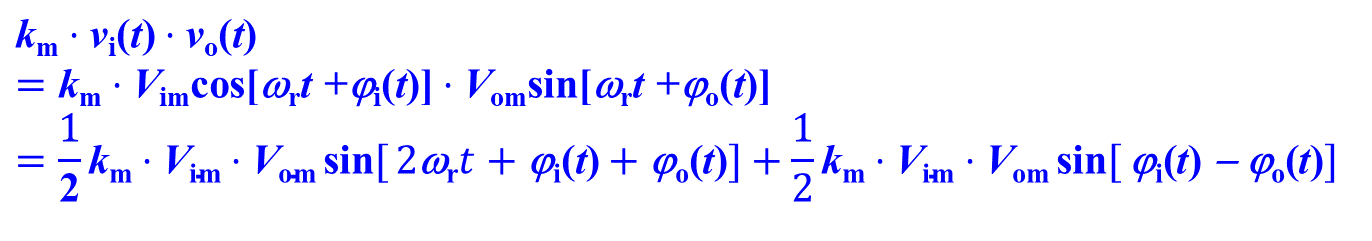 k_m · v_i(t) · v_o(t)
= k_m · V_im cos[ω_r t + φ_i(t)] · V_om sin[ω_r t + φ_o(t)]
= 1/2 k_m · V_im · V_om sin[2ω_r t + φ_i(t) + φ_o(t)] + 1/2 k_m · V_im · V_om sin[φ_i(t) − φ_o(t)]